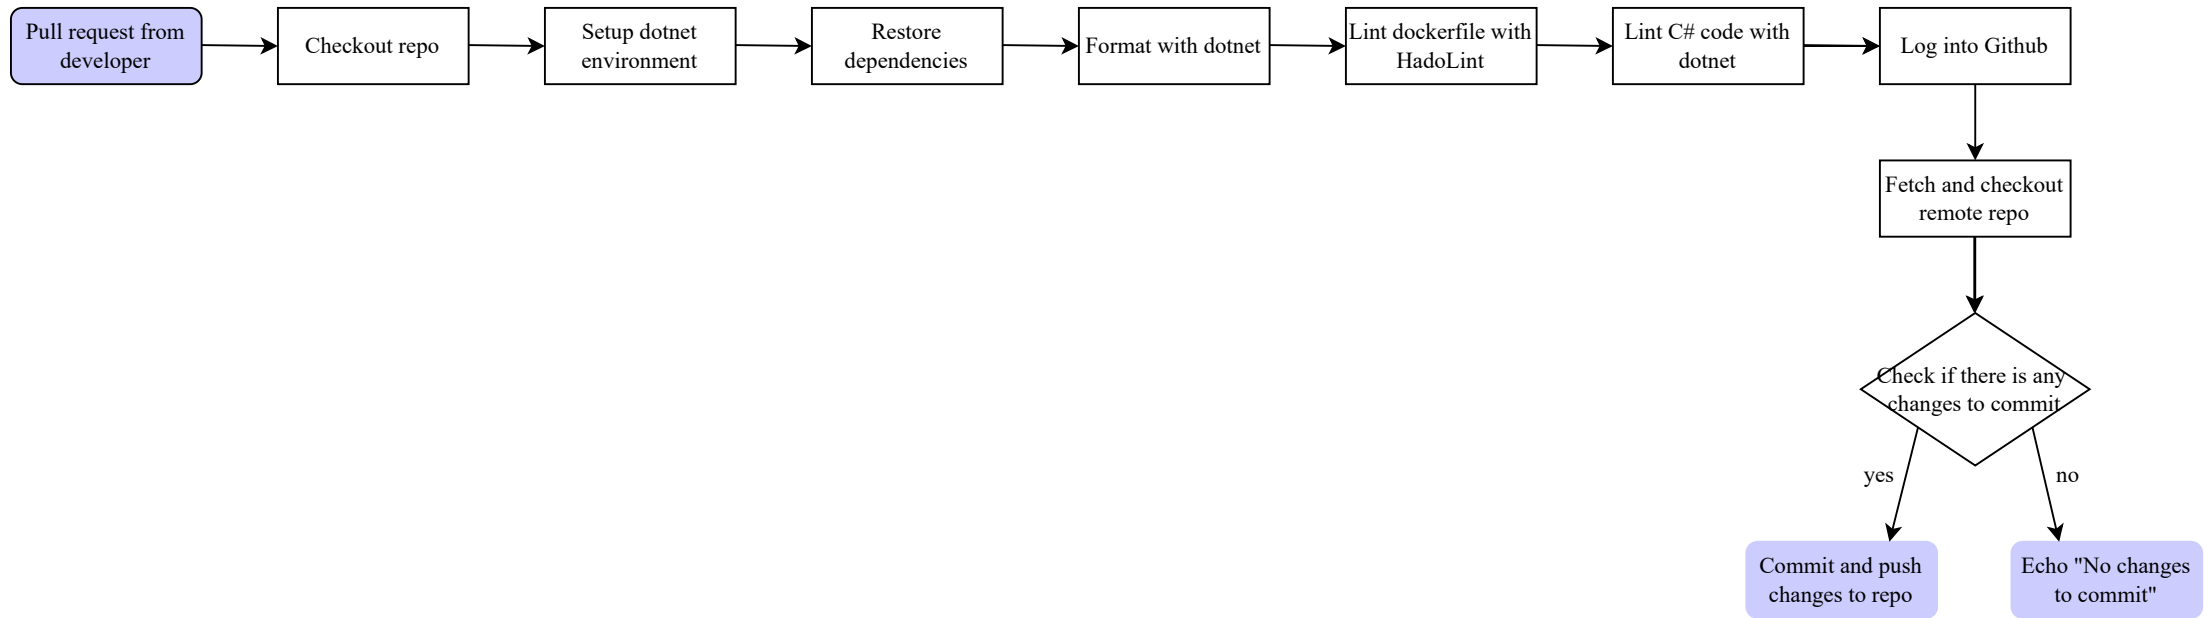 Pull request from
developer
Checkout repo
Setup dotnet
environment
Restore
dependencies
Format with dotnet
Lint dockerfile with
HadoLint
Lint C# code with
dotnet
Log into Github
Fetch and checkout
remote repo
Check if there is any
changes to commit
yes
no
Commit and push
changes to repo
Echo "No changes
to commit"